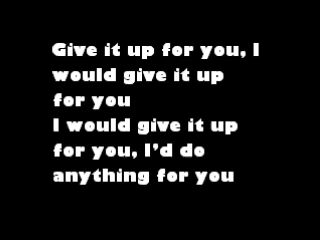 Give it up for you, I
would give it up
for you
I would give it up
for you, I'd do
anything for you